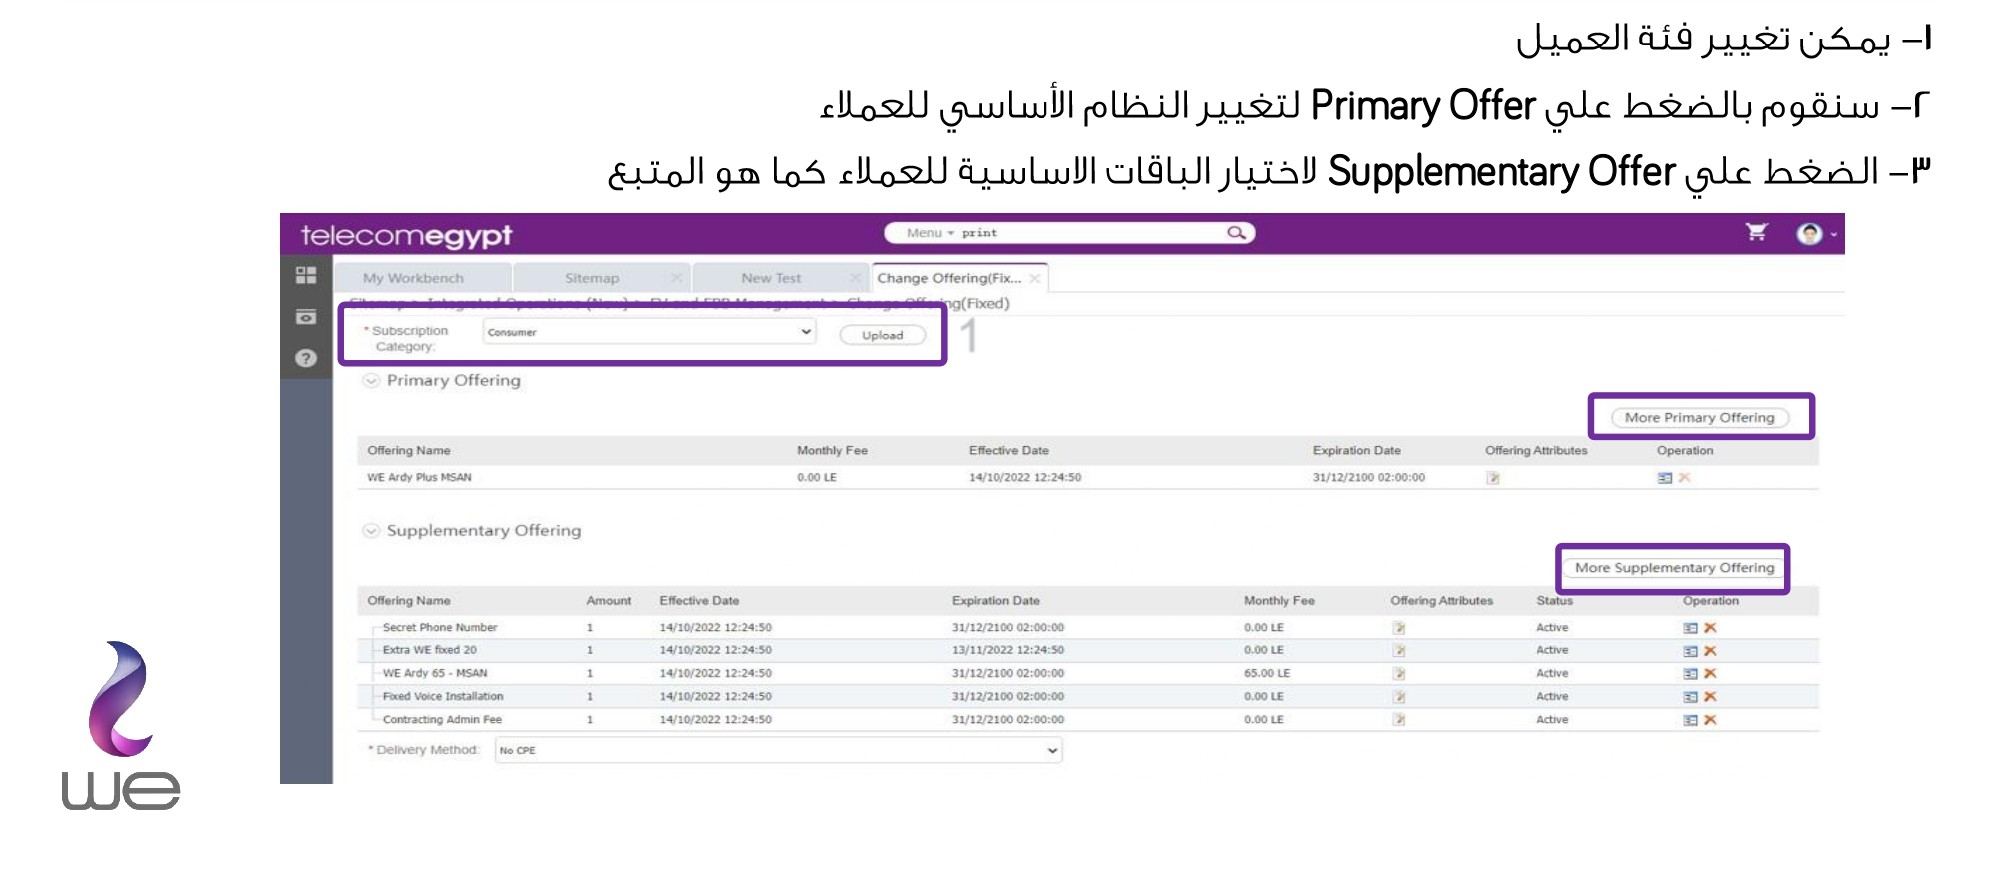 ١– يمكن تغيير فئة العميل
٢– سنقوم بالضغط علي Primary Offer لتغيير النظام الأساسي للعملاء
٣– الضغط علي Supplementary Offer لاختيار الباقات الاساسية للعملاء كما هو المتبع
telecomegypt Menu print
My Workbench Sitemap New Test Change Offering(Fix...
Sitemap > Integrated Operations (New) > FV and FBB Management > Change Offering(Fixed)
* Subscription Category: Consumer Upload 1
Primary Offering
More Primary Offering
Offering Name Monthly Fee Effective Date Expiration Date Offering Attributes Operation
WE Ardy Plus MSAN 0.00 LE 14/10/2022 12:24:50 31/12/2100 02:00:00
Supplementary Offering
More Supplementary Offering
Offering Name Amount Effective Date Expiration Date Monthly Fee Offering Attributes Status Operation
Secret Phone Number 1 14/10/2022 12:24:50 31/12/2100 02:00:00 0.00 LE Active
Extra WE fixed 20 1 14/10/2022 12:24:50 13/11/2022 12:24:50 0.00 LE Active
WE Ardy 65 - MSAN 1 14/10/2022 12:24:50 31/12/2100 02:00:00 65.00 LE Active
Fixed Voice Installation 1 14/10/2022 12:24:50 31/12/2100 02:00:00 0.00 LE Active
Contracting Admin Fee 1 14/10/2022 12:24:50 31/12/2100 02:00:00 0.00 LE Active
* Delivery Method: No CPE
we